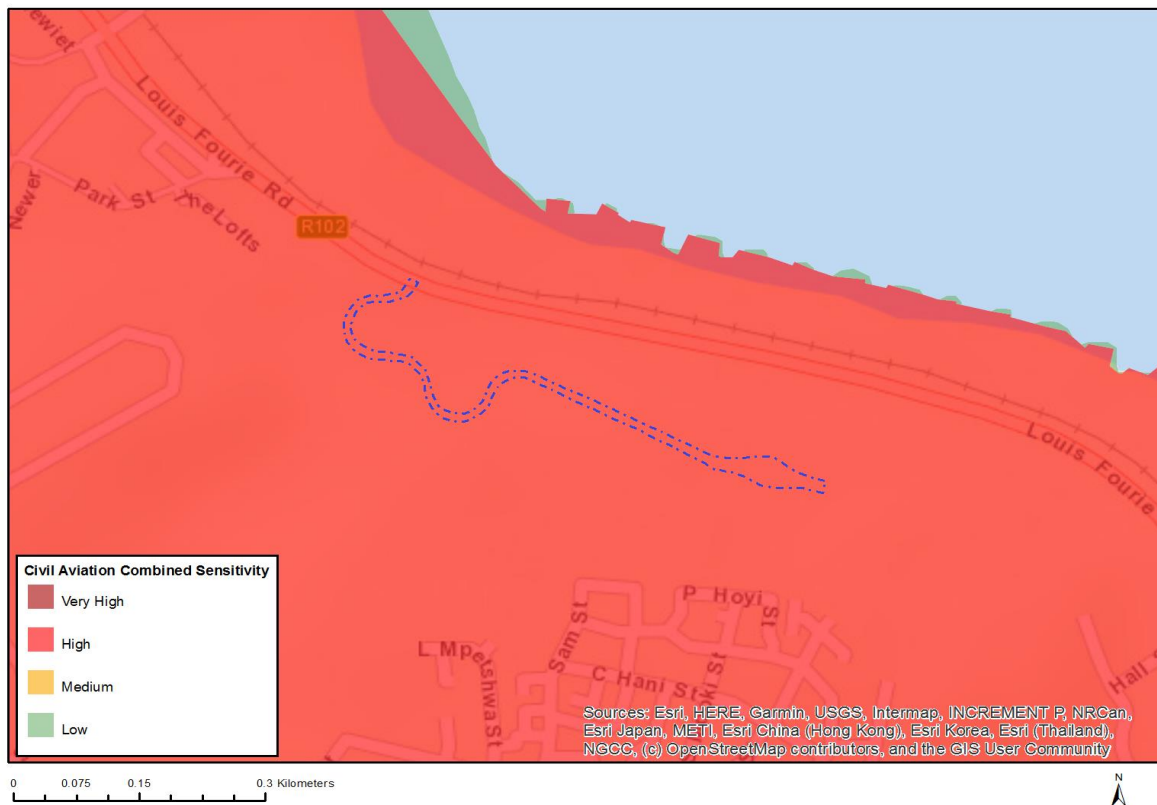 ewiet
Louis Fourie Rd
Newer
Park St
The Lofts
R102
Louis Fourie
P Hoyi St
Sam St
L Mpetshwa St
C Hani St
oki St
Hall S
Civil Aviation Combined Sensitivity
Very High
High
Medium
Low
Sources: Esri, HERE, Garmin, USGS, Intermap, INCREMENT P, NRCan,
Esri Japan, METI, Esri China (Hong Kong), Esri Korea, Esri (Thailand),
NGCC, (c) OpenStreetMap contributors, and the GIS User Community
0 0.075 0.15 0.3 Kilometers
N